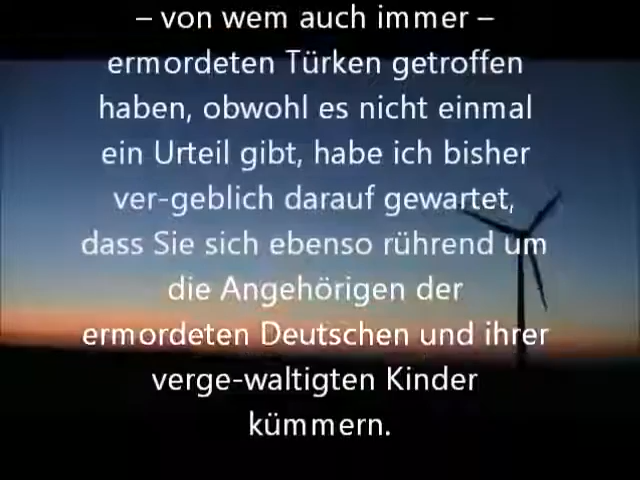 – von wem auch immer –
ermordeten Türken getroffen
haben, obwohl es nicht einmal
ein Urteil gibt, habe ich bisher
ver-geblich darauf gewartet,
dass Sie sich ebenso rührend um
die Angehörigen der
ermordeten Deutschen und ihrer
verge-waltigten Kinder
kümmern.